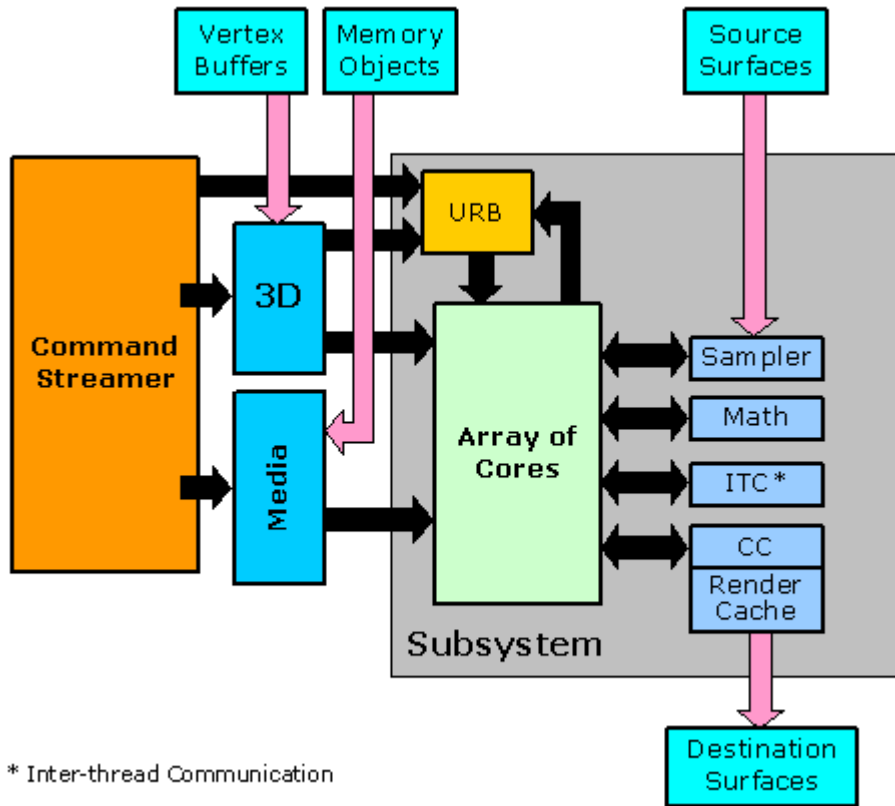 Vertex
Buffers
Memory
Objects
Source
Surfaces
URB
3D
Command
Streamer
Sampler
Math
Array of
Cores
Media
ITC *
CC
Render
Cache
Subsystem
Destination
Surfaces
* Inter-thread Communication